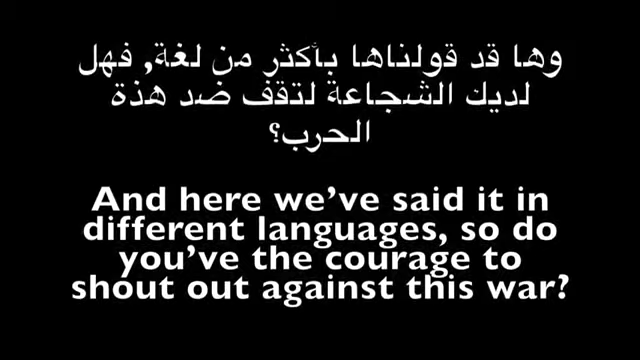 وها قد قولناها بأكثر من لغة, فهل
لديك الشجاعة لتقف ضد هذة
الحرب؟
And here we've said it in
different languages, so do
you've the courage to
shout out against this war?